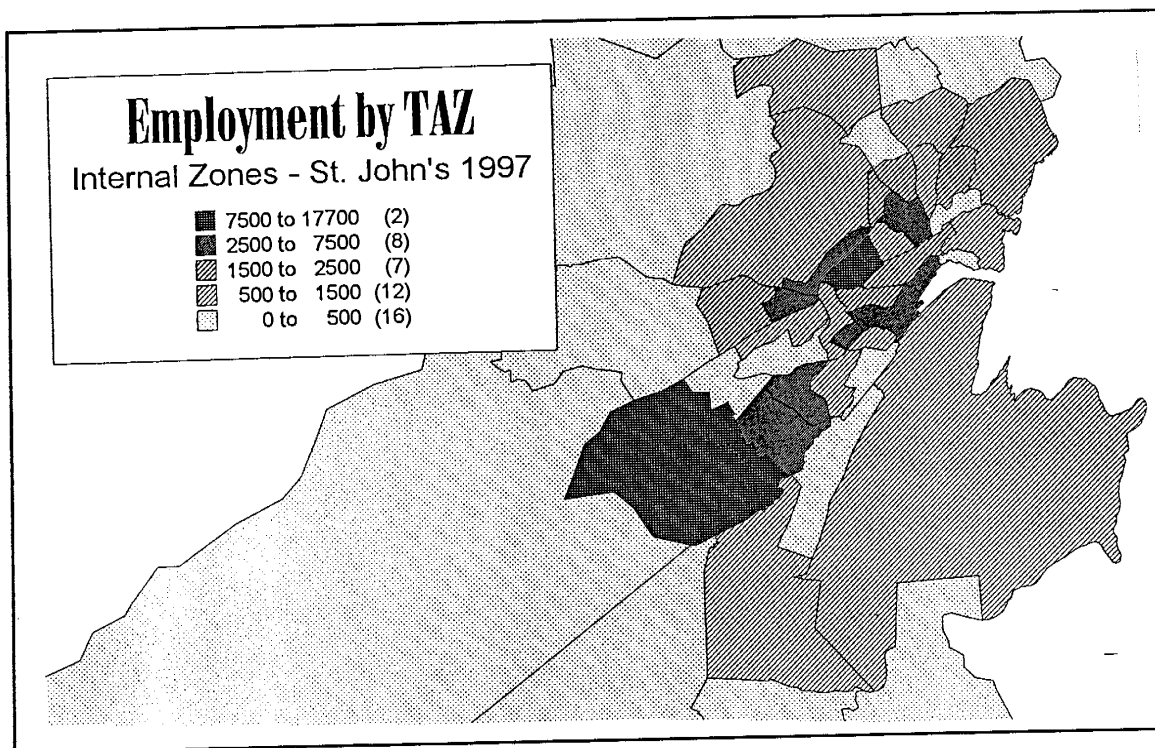 Employment by TAZ
Internal Zones - St. John's 1997
7500 to 17700 (2)
2500 to 7500 (8)
1500 to 2500 (7)
500 to 1500 (12)
0 to 500 (16)